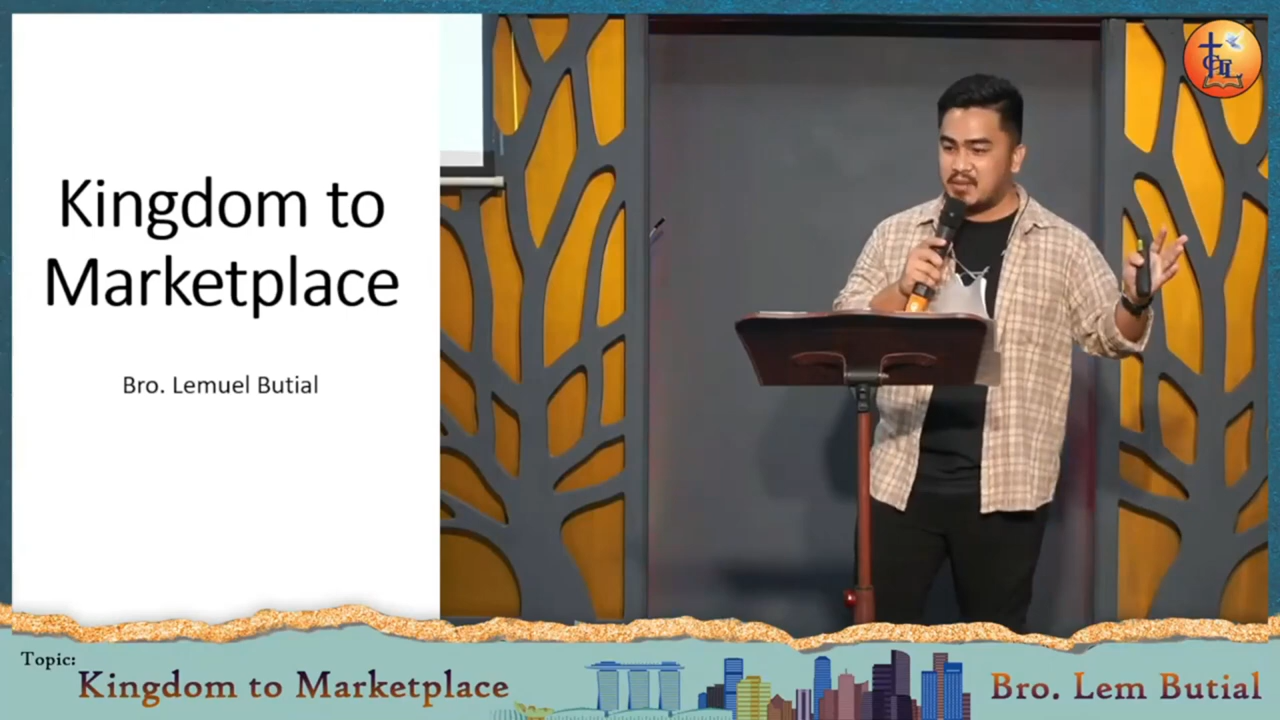 Kingdom to
Marketplace
Bro. Lemuel Butial
Topic:
Kingdom to Marketplace
Bro. Lem Butial